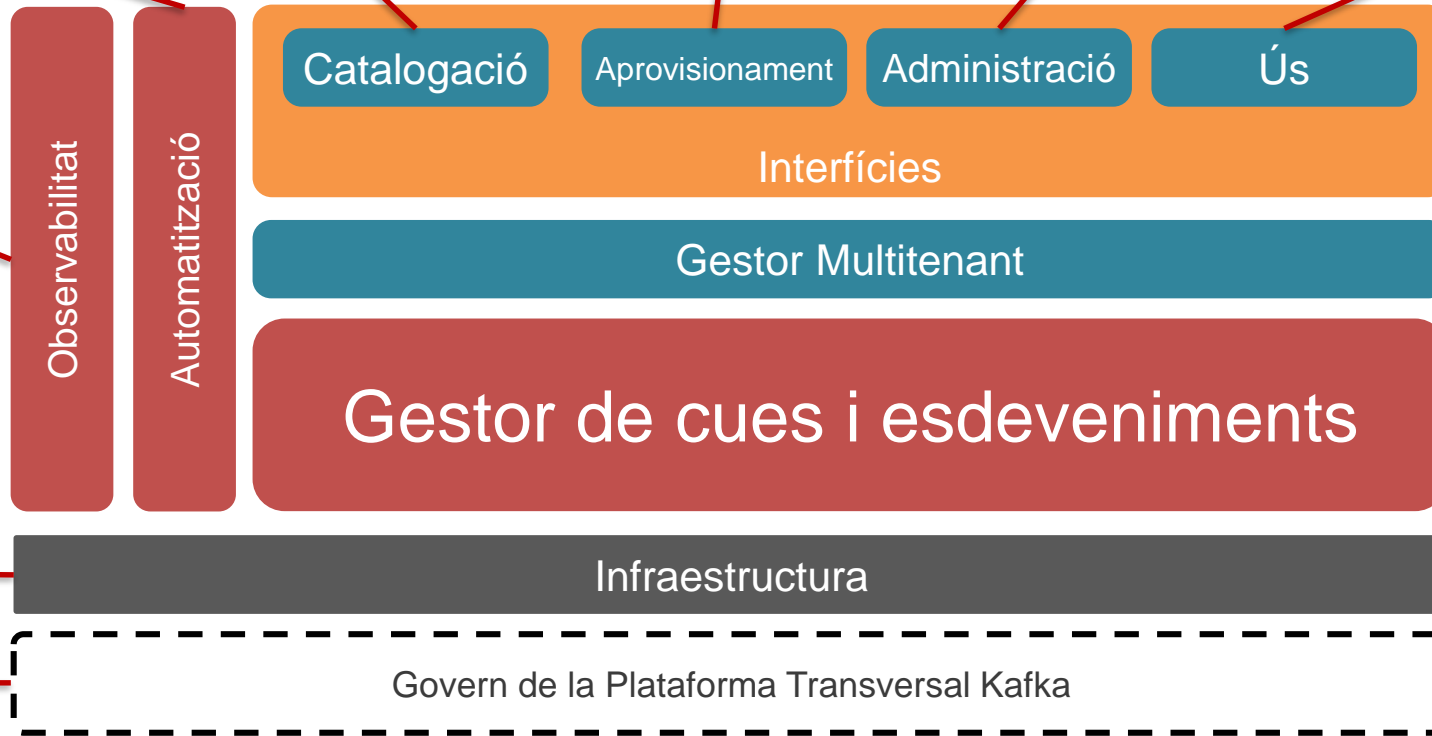 Observabilitat
Automatització
Catalogació
Aprovisionament
Administració
Ús
Interfícies
Gestor Multitenant
Gestor de cues i esdeveniments
Infraestructura
Govern de la Plataforma Transversal Kafka